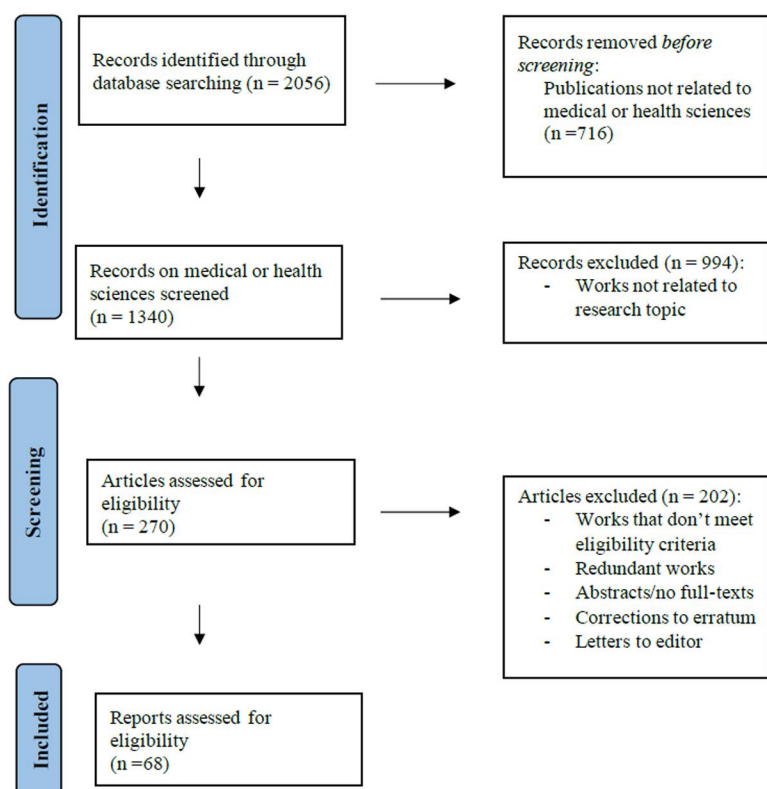 Identification
Records identified through
database searching (n = 2056)
Records removed before
screening:
Publications not related to
medical or health sciences
(n =716)
Records on medical or health
sciences screened
(n = 1340)
Records excluded (n = 994):
- Works not related to
research topic
Screening
Articles assessed for
eligibility
(n = 270)
Articles excluded (n = 202):
- Works that don’t meet
eligibility criteria
- Redundant works
- Abstracts/no full-texts
- Corrections to erratum
- Letters to editor
Included
Reports assessed for
eligibility
(n =68)